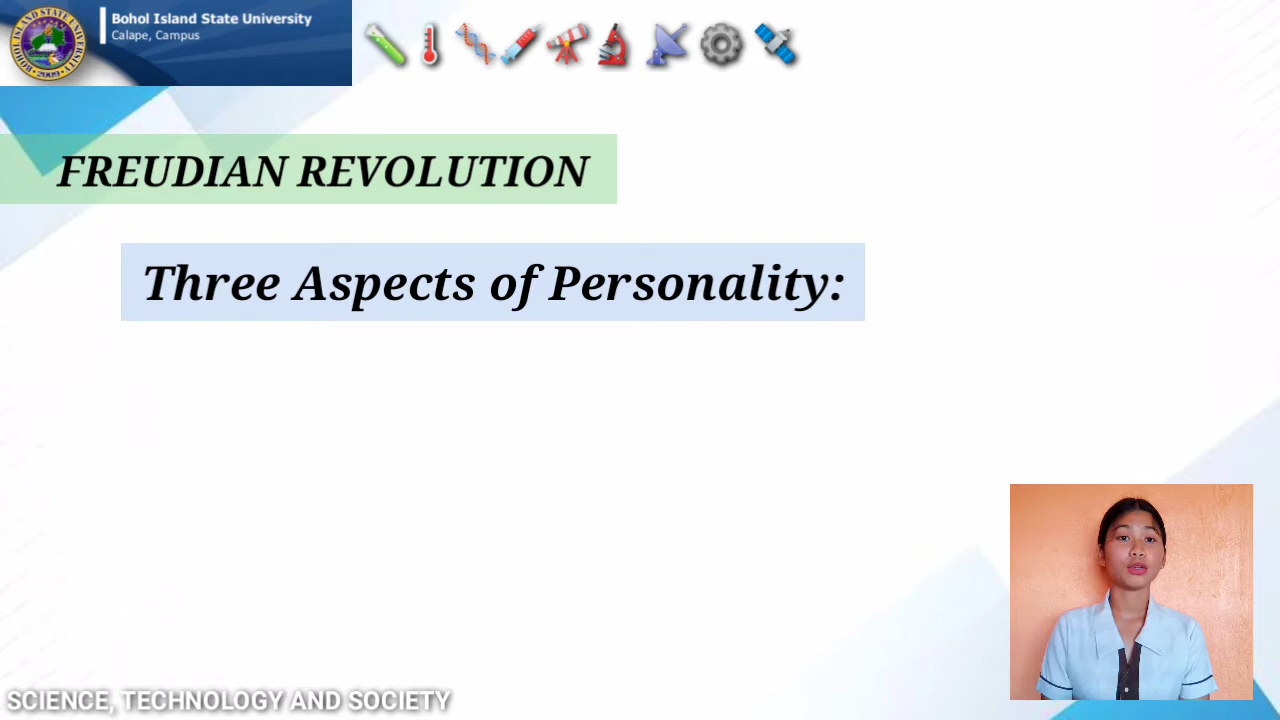 Bohol Island State University
Calape, Campus
FREUDIAN REVOLUTION
Three Aspects of Personality:
SCIENCE, TECHNOLOGY AND SOCIETY